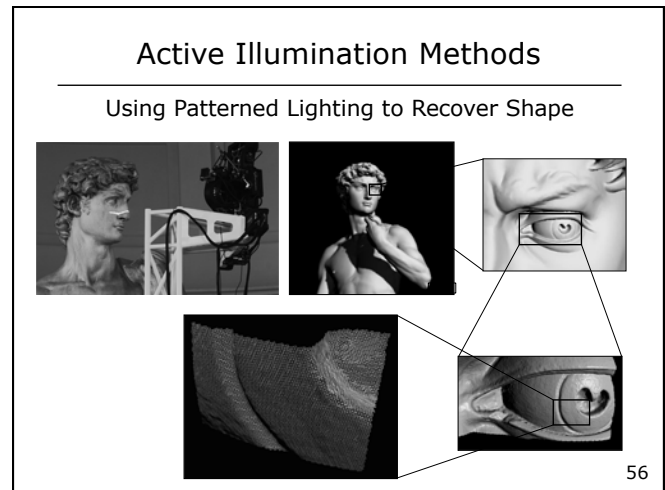 Active Illumination Methods
Using Patterned Lighting to Recover Shape
56